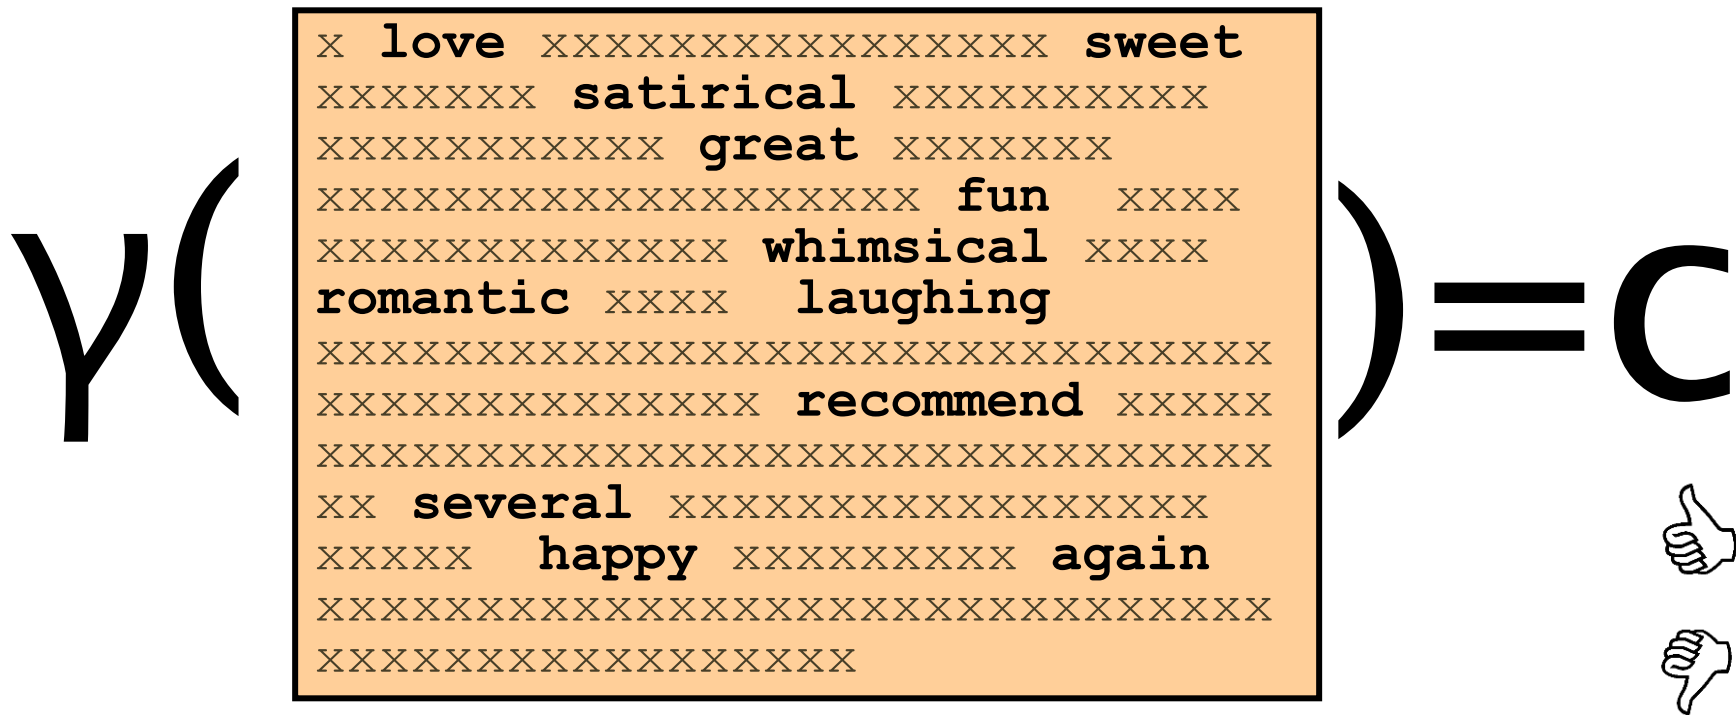 γ(
x love xxxxxxxxxxxxxxxx sweet
xxxxxxx satirical xxxxxxxxxx
xxxxxxxxxxx great xxxxxxx
xxxxxxxxxxxxxxxxxxx fun xxxx
xxxxxxxxxxxxx whimsical xxxx
romantic xxxx laughing
xxxxxxxxxxxxxxxxxxxxxxxxxxxxxx
xxxxxxxxxxxxxx recommend xxxxx
xxxxxxxxxxxxxxxxxxxxxxxxxxxxxx
xx several xxxxxxxxxxxxxxxxx
xxxxx happy xxxxxxxxx again
xxxxxxxxxxxxxxxxxxxxxxxxxxxxxx
xxxxxxxxxxxxxxxxx
)=c